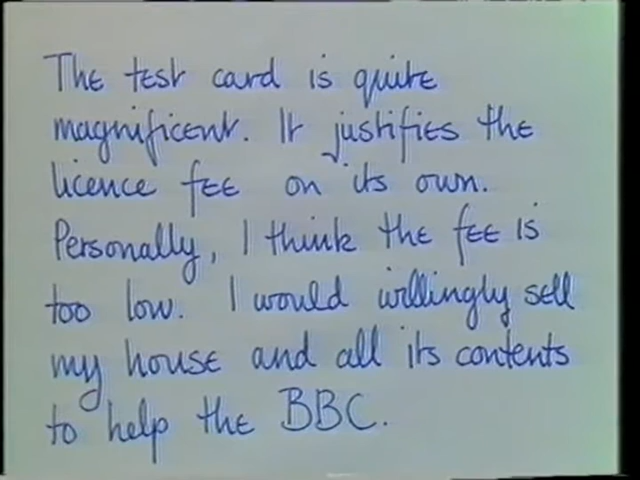 The test card is quite
magnificent. It justifies the
licence fee on its own.
Personally, I think the fee is
too low. I would willingly sell
my house and all its contents
to help the BBC.